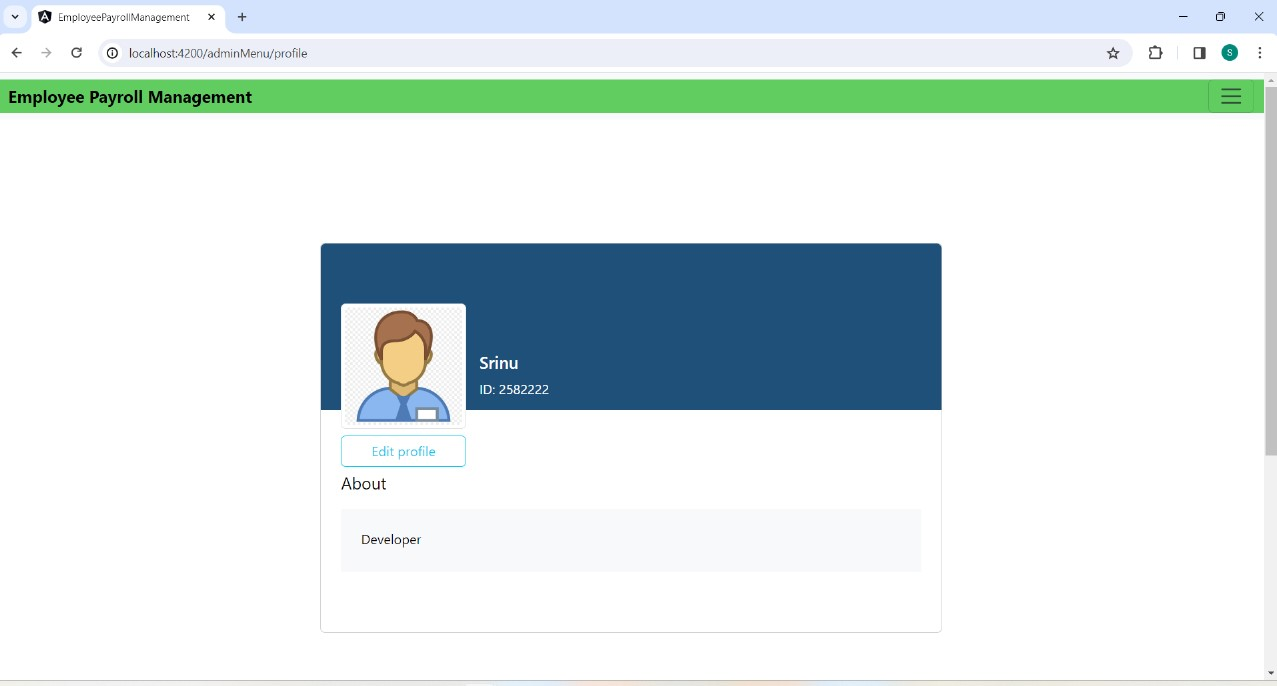 EmployeePayrollManagement
localhost:4200/adminMenu/profile
S
Employee Payroll Management
Srinu
ID: 2582222
Edit profile
About
Developer